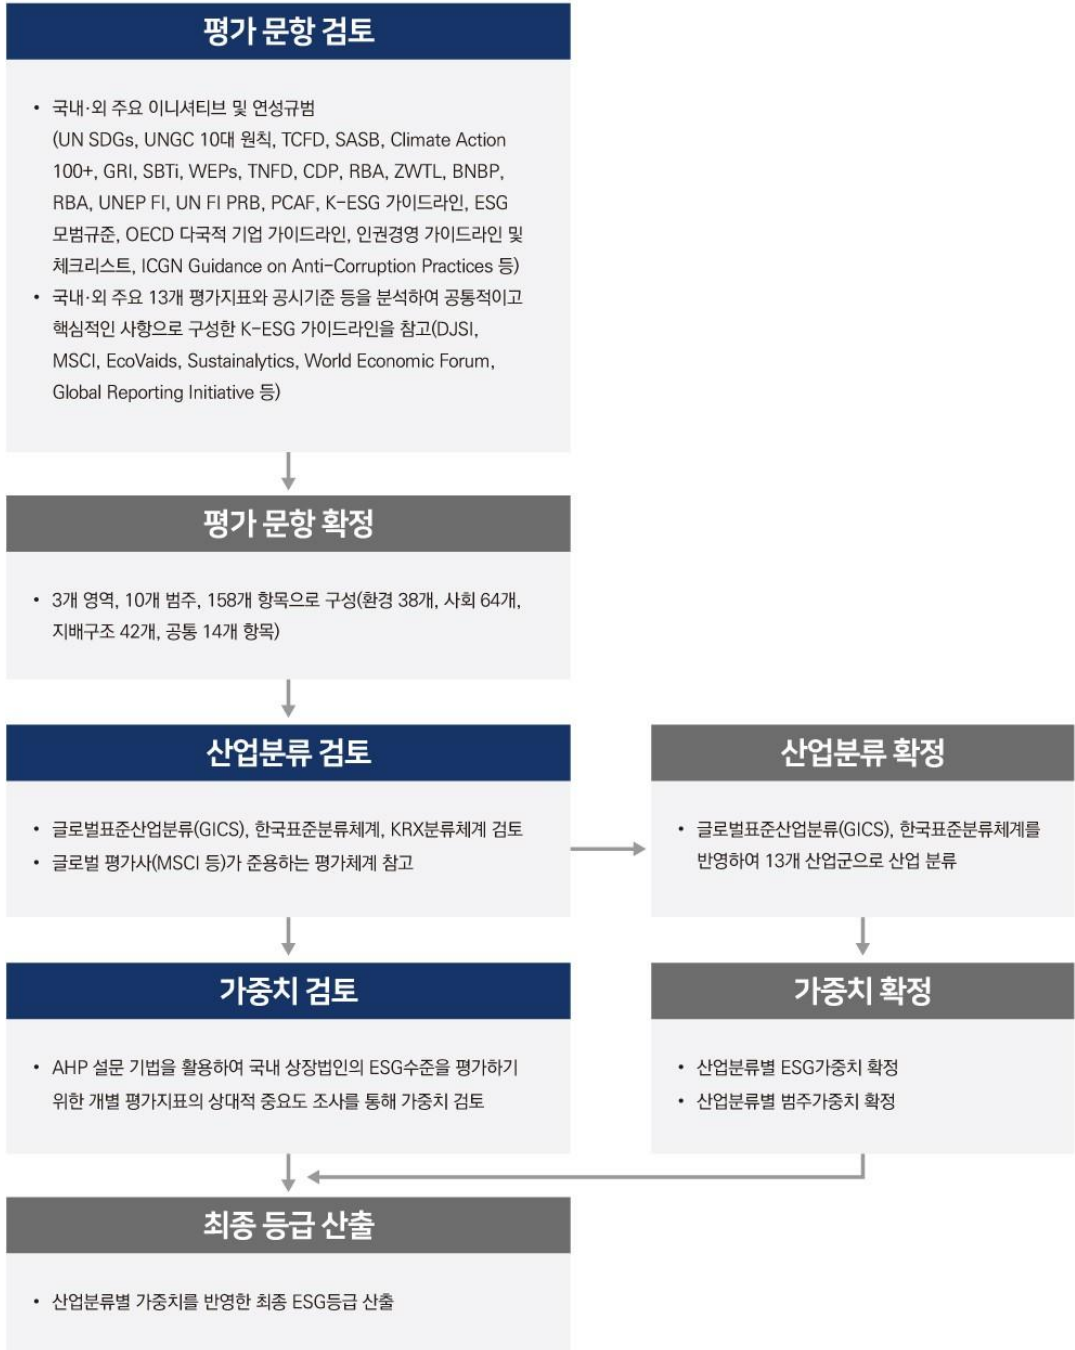 평가 문항 검토
• 국내·외 주요 이니셔티브 및 연성규범
(UN SDGs, UNGC 10대 원칙, TCFD, SASB, Climate Action
100+, GRI, SBTi, WEPs, TNFD, CDP, RBA, ZWTL, BNBP,
RBA, UNEP FI, UN FI PRB, PCAF, K-ESG 가이드라인, ESG
모범규준, OECD 다국적 기업 가이드라인, 인권경영 가이드라인 및
체크리스트, ICGN Guidance on Anti-Corruption Practices 등)
• 국내·외 주요 13개 평가지표와 공시기준 등을 분석하여 공통적이고
핵심적인 사항으로 구성한 K-ESG 가이드라인을 참고(DJSI,
MSCI, EcoVaids, Sustainalytics, World Economic Forum,
Global Reporting Initiative 등)
평가 문항 확정
• 3개 영역, 10개 범주, 158개 항목으로 구성(환경 38개, 사회 64개,
지배구조 42개, 공통 14개 항목)
산업분류 검토
• 글로벌표준산업분류(GICS), 한국표준분류체계, KRX분류체계 검토
• 글로벌 평가사(MSCI 등)가 준용하는 평가체계 참고
산업분류 확정
• 글로벌표준산업분류(GICS), 한국표준분류체계를
반영하여 13개 산업군으로 산업 분류
가중치 검토
• AHP 설문 기법을 활용하여 국내 상장법인의 ESG수준을 평가하기
위한 개별 평가지표의 상대적 중요도 조사를 통해 가중치 검토
가중치 확정
• 산업분류별 ESG가중치 확정
• 산업분류별 범주가중치 확정
최종 등급 산출
• 산업분류별 가중치를 반영한 최종 ESG등급 산출